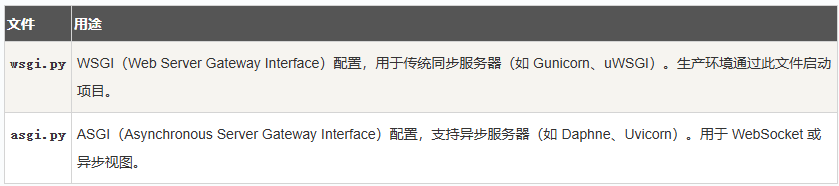 文件 用途
wsgi.py WSGI（Web Server Gateway Interface）配置，用于传统同步服务器（如 Gunicorn、uWSGI）。生产环境通过此文件启动
项目。
asgi.py ASGI（Asynchronous Server Gateway Interface）配置，支持异步服务器（如 Daphne、Uvicorn）。用于 WebSocket 或
异步视图。